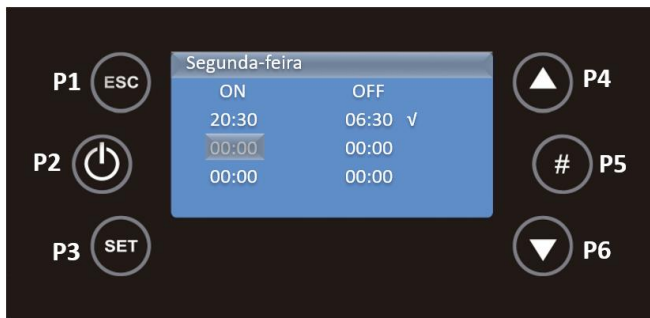 P1 ESC
P2
P3 SET
Segunda-feira
ON OFF
20:30 06:30 √
00:00 00:00
00:00 00:00
P4
# P5
P6